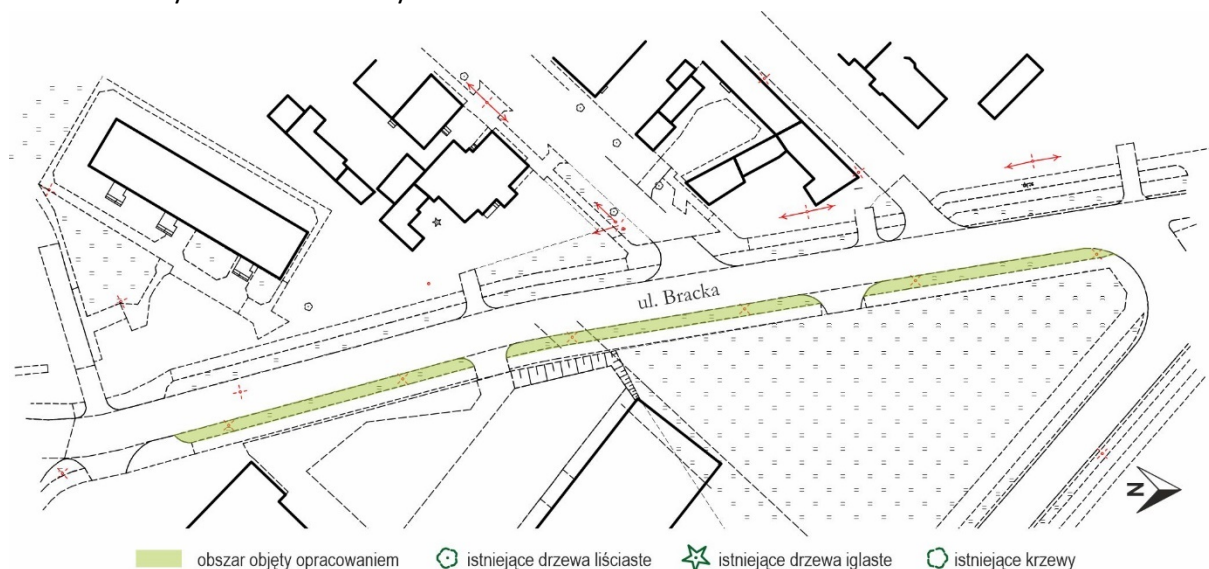 ul. Bracka
N
obszar objęty opracowaniem
istniejące drzewa liściaste
istniejące drzewa iglaste
istniejące krzewy